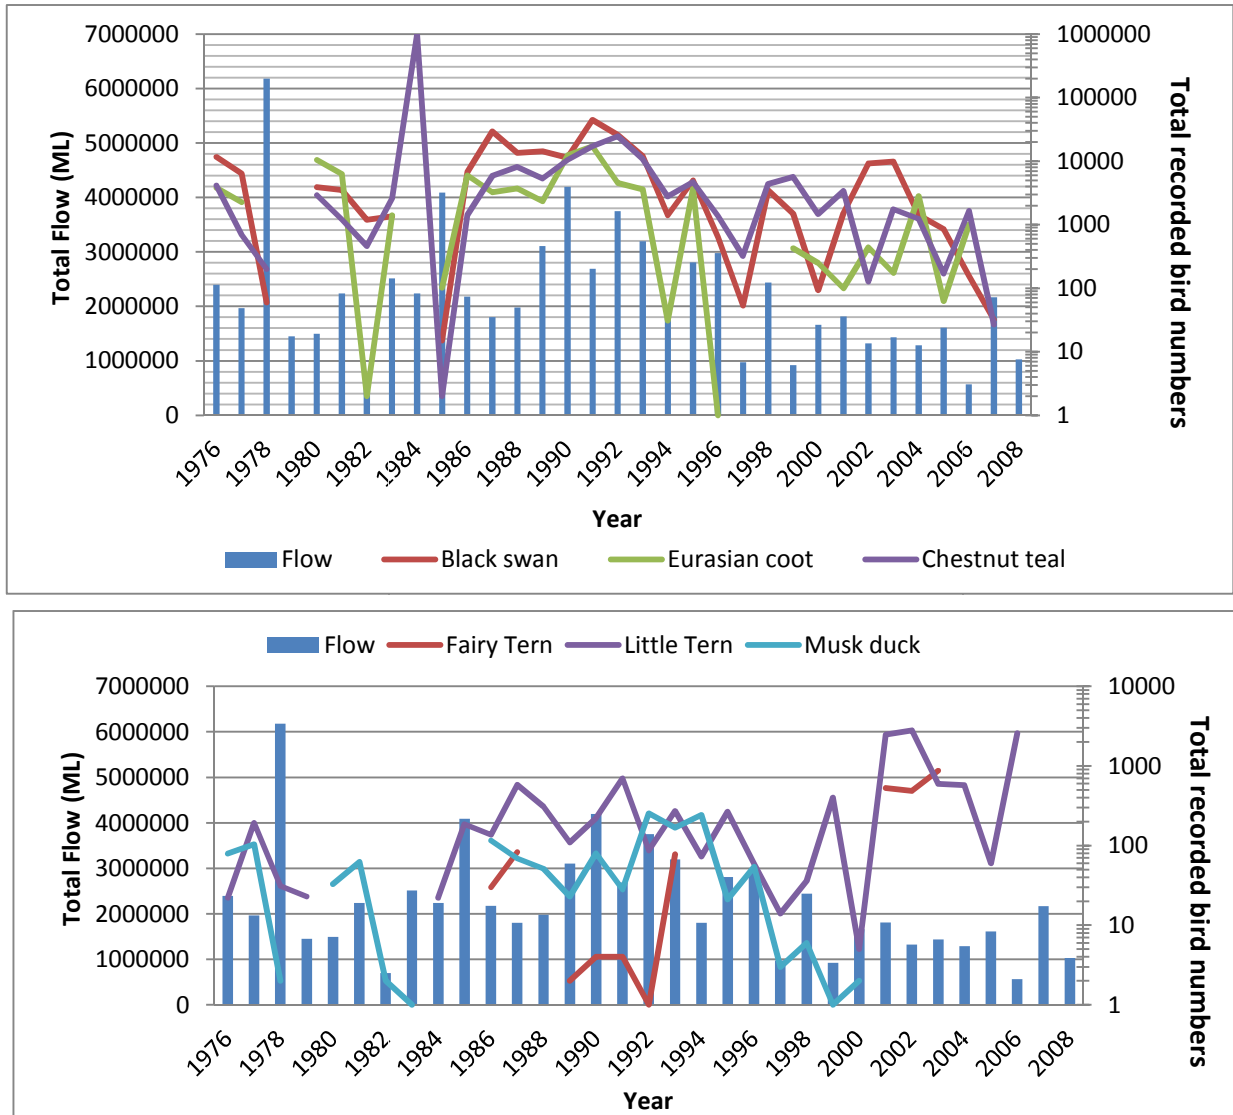 7000000
6000000
5000000
4000000
3000000
2000000
1000000
0
Total Flow (ML)
1000000
100000
10000
1000
100
10
1
Total recorded bird numbers
1976 1978 1980 1982 1984 1986 1988 1990 1992 1994 1996 1998 2000 2002 2004 2006 2008
Year
Flow Black swan Eurasian coot Chestnut teal
Flow Fairy Tern Little Tern Musk duck
7000000
6000000
5000000
4000000
3000000
2000000
1000000
0
Total Flow (ML)
10000
1000
100
10
1
Total recorded bird numbers
1976 1978 1980 1982 1984 1986 1988 1990 1992 1994 1996 1998 2000 2002 2004 2006 2008
Year